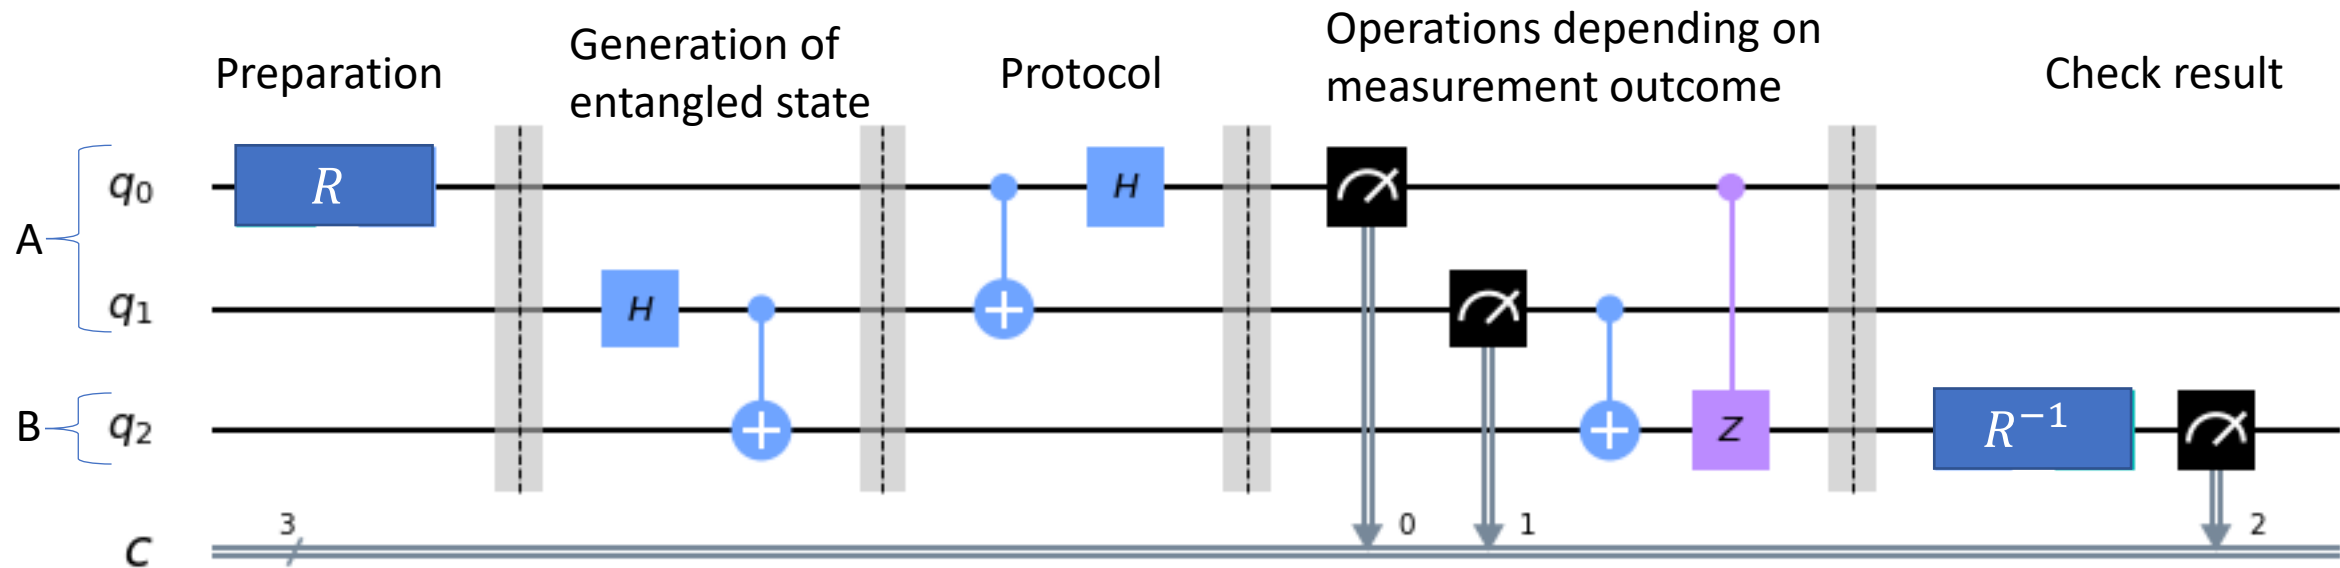 Preparation
Generation of
entangled state
Protocol
Operations depending on
measurement outcome
Check result
A
B
q0
R
H
q1
H
q2
Z
R−1
C
3
0
1
2